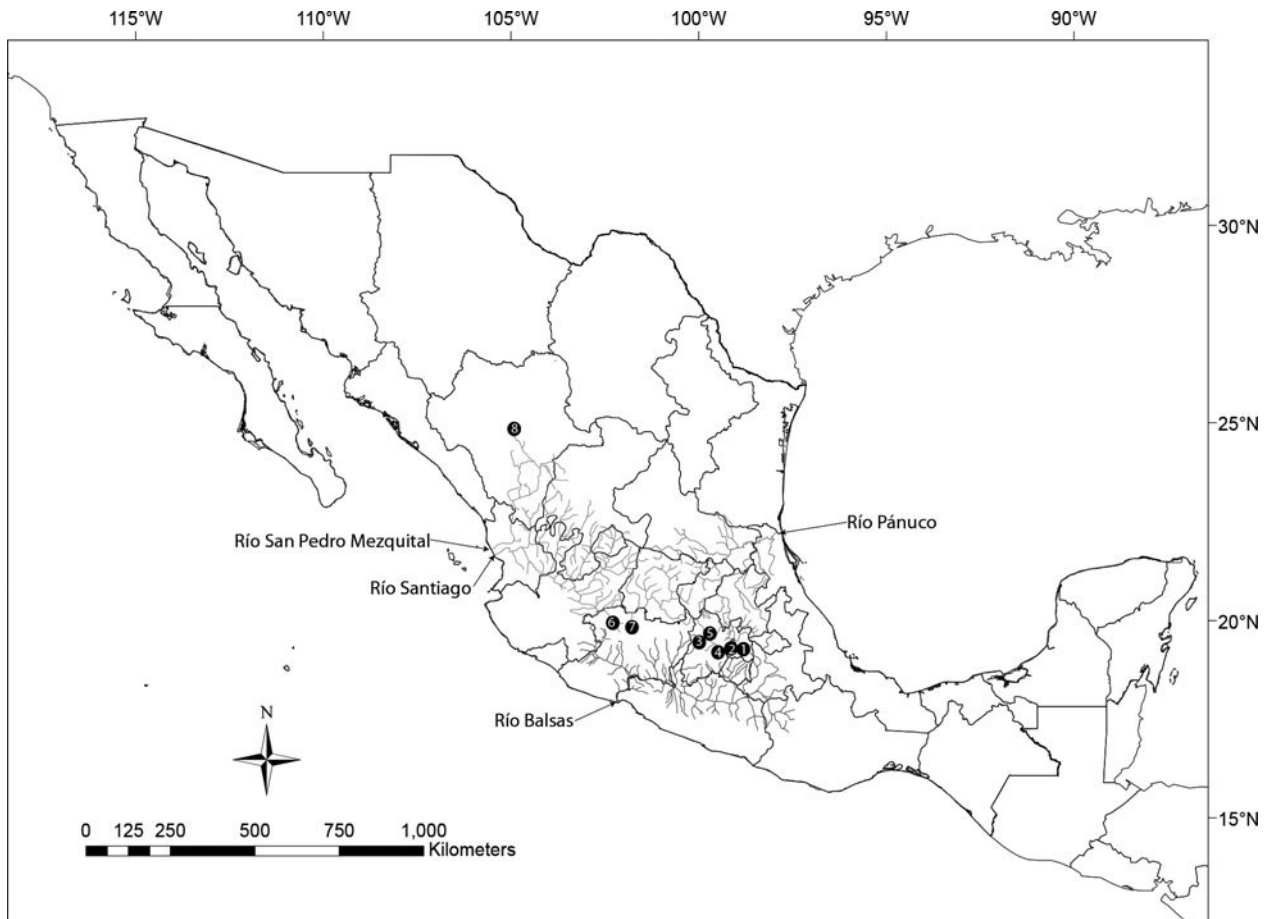 115°W 110°W 105°W 100°W 95°W 90°W
30°N
25°N
8
Río Pánuco
Río San Pedro Mezquital
Río Santiago
20°N
6 7 5 3 4 2 1
Río Balsas
N
15°N
0 125 250 500 750 1,000
Kilometers